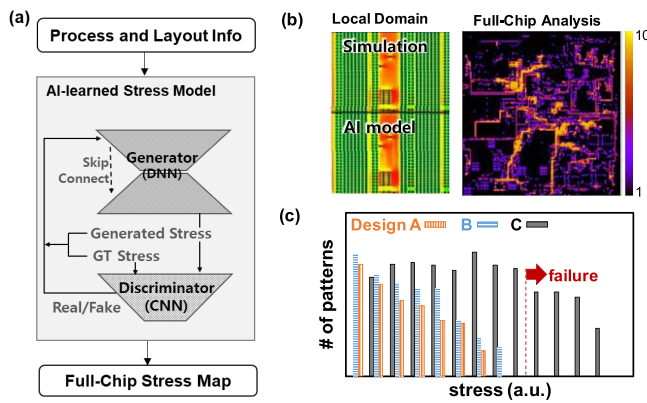 (a)
Process and Layout Info
AI-learned Stress Model
Generator
(DNN)
Skip
Connect
Generated Stress
GT Stress
Discriminator
(CNN)
Real/Fake
Full-Chip Stress Map
(b)
Local Domain
Full-Chip Analysis
Simulation
AI model
10
1
(c)
Design A
B
C
failure
# of patterns
stress (a.u.)